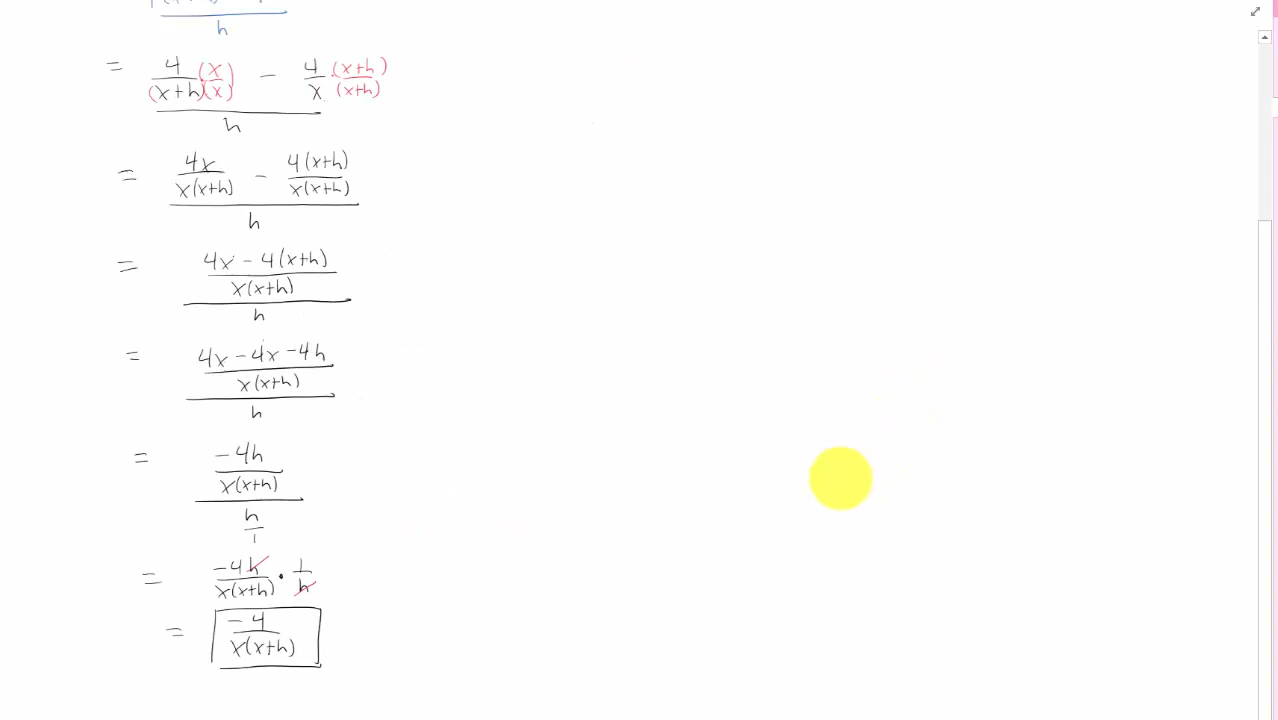 h
= 4/(x+h) (x/x) - 4/x · (x+h)/(x+h)
h
= 4x/x(x+h) - 4(x+h)/x(x+h)
h
= 4x - 4(x+h)
x(x+h)
h
= 4x - 4x - 4h
x(x+h)
h
= -4h
x(x+h)
h/1
= -4h/x(x+h) · 1/h
= -4/x(x+h)